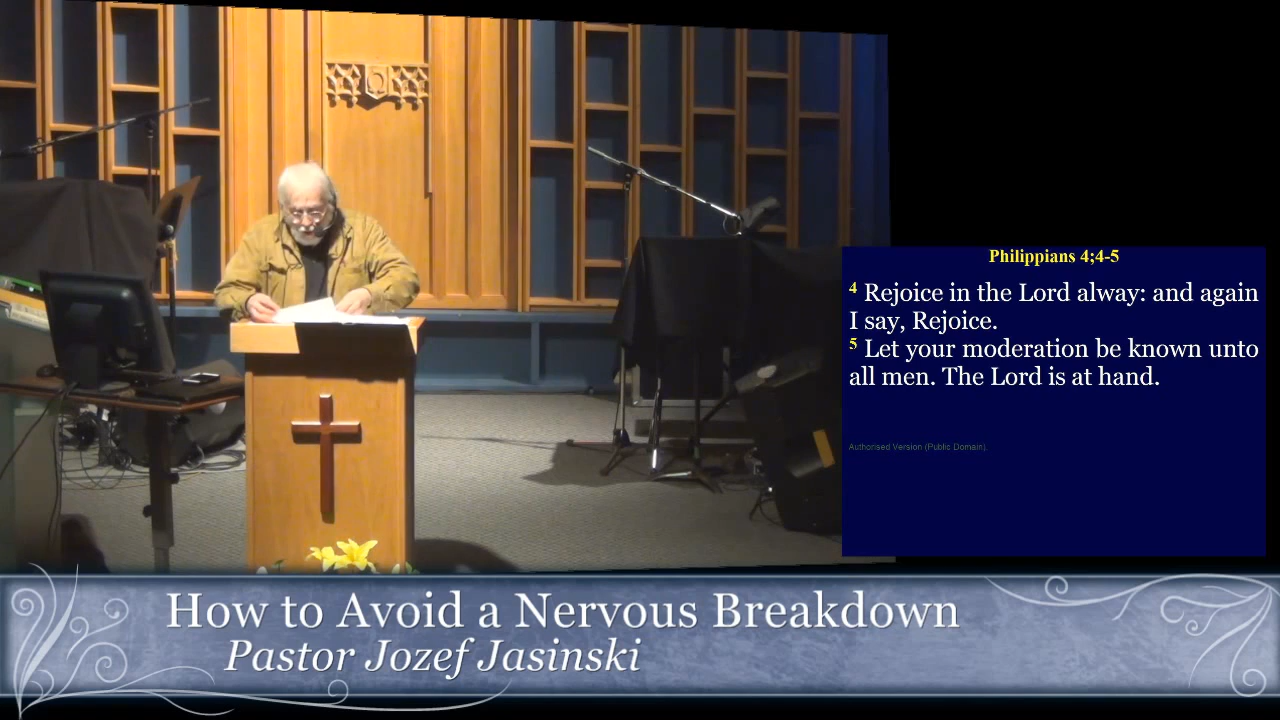 Philippians 4;4-5
4 Rejoice in the Lord alway: and again
I say, Rejoice.
5 Let your moderation be known unto
all men. The Lord is at hand.
Authorised Version (Public Domain).
How to Avoid a Nervous Breakdown
Pastor Jozef Jasinski